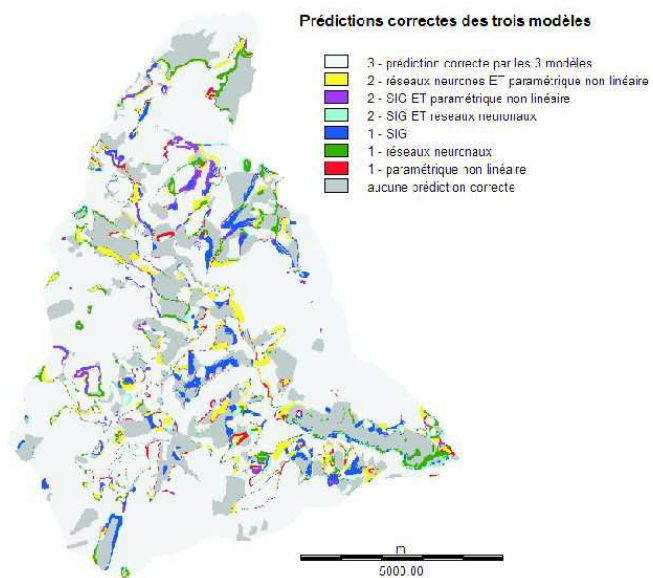 Prédictions correctes des trois modèles
3 - prédiction correcte par les 3 modèles
2 - réseaux neurones ET paramétrique non linéaire
2 - SIG ET paramétrique non linéaire
2 - SIG ET réseaux neuronaux
1 - SIG
1 - réseaux neuronaux
1 - paramétrique non linéaire
aucune prédiction correcte
m
5000.00